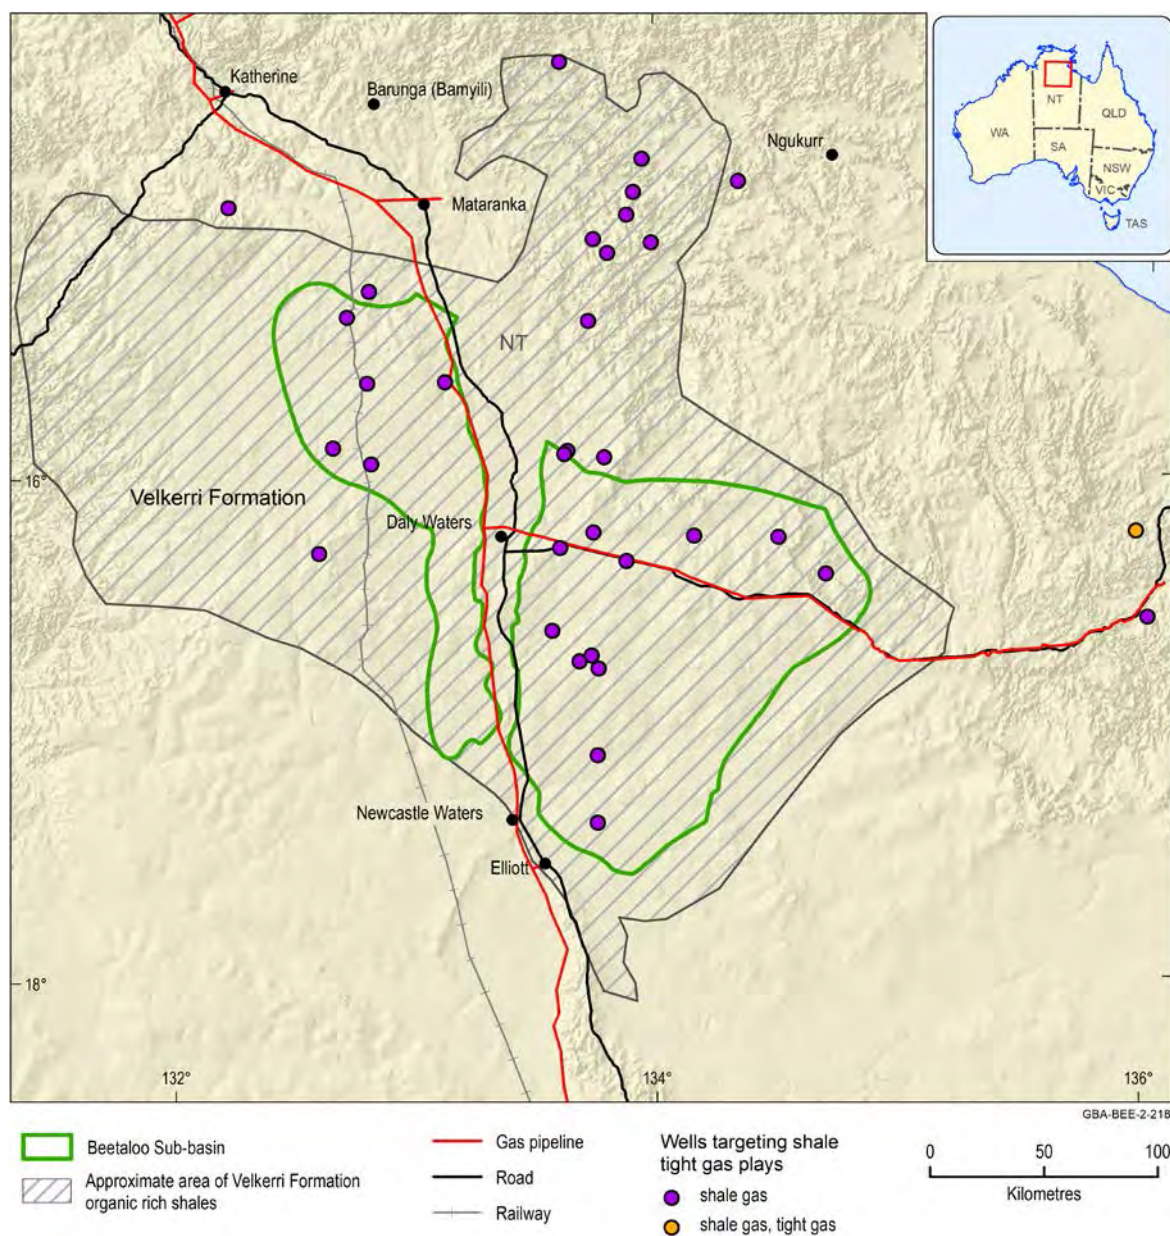 Katherine
Barunga (Bamyili)
Ngukurr
Mataranka
NT
Velkerri Formation
Daly Waters
Newcastle Waters
Elliott
16°
18°
132°
134°
136°
WA
NT
QLD
SA
NSW
VIC
TAS
GBA-BEE-2-218
Beetaloo Sub-basin
Approximate area of Velkerri Formation
organic rich shales
Gas pipeline
Road
Railway
Wells targeting shale
tight gas plays
shale gas
shale gas, tight gas
0 50 100
Kilometres